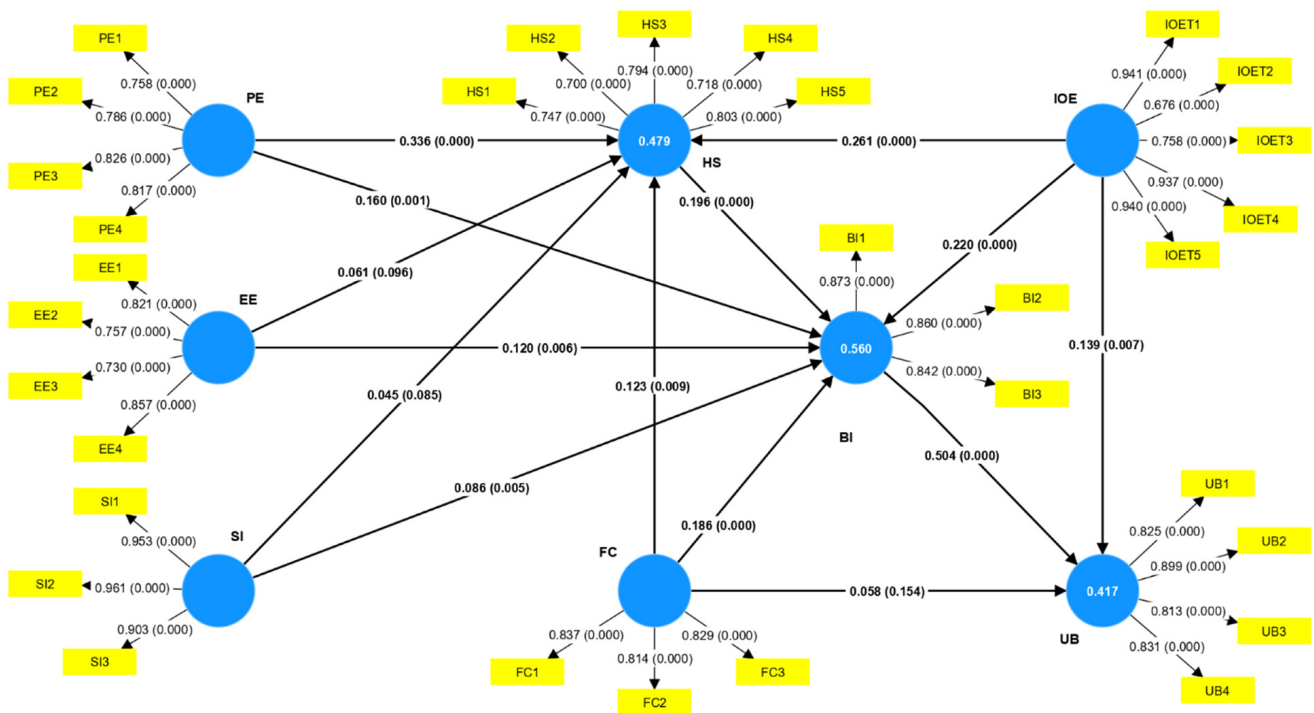 PE1
PE2
PE3
PE4
0.758 (0.000)
0.786 (0.000)
0.826 (0.000)
0.817 (0.000)
PE
EE1
EE2
EE3
EE4
0.821 (0.000)
0.757 (0.000)
0.730 (0.000)
0.857 (0.000)
EE
SI1
SI2
SI3
0.953 (0.000)
0.961 (0.000)
0.903 (0.000)
SI
HS1
HS2
HS3
HS4
HS5
0.747 (0.000)
0.700 (0.000)
0.794 (0.000)
0.718 (0.000)
0.803 (0.000)
0.479
HS
0.336 (0.000)
0.261 (0.000)
0.160 (0.001)
0.196 (0.000)
0.061 (0.096)
0.220 (0.000)
0.120 (0.006)
0.139 (0.007)
0.045 (0.085)
0.123 (0.009)
0.086 (0.005)
0.504 (0.000)
0.186 (0.000)
0.058 (0.154)
IOE
IOET1
IOET2
IOET3
IOET4
IOET5
0.941 (0.000)
0.676 (0.000)
0.758 (0.000)
0.937 (0.000)
0.940 (0.000)
BI1
BI2
BI3
0.873 (0.000)
0.860 (0.000)
0.842 (0.000)
0.560
BI
FC
0.837 (0.000)
0.814 (0.000)
0.829 (0.000)
FC1
FC2
FC3
UB1
UB2
UB3
UB4
0.825 (0.000)
0.899 (0.000)
0.813 (0.000)
0.831 (0.000)
0.417
UB